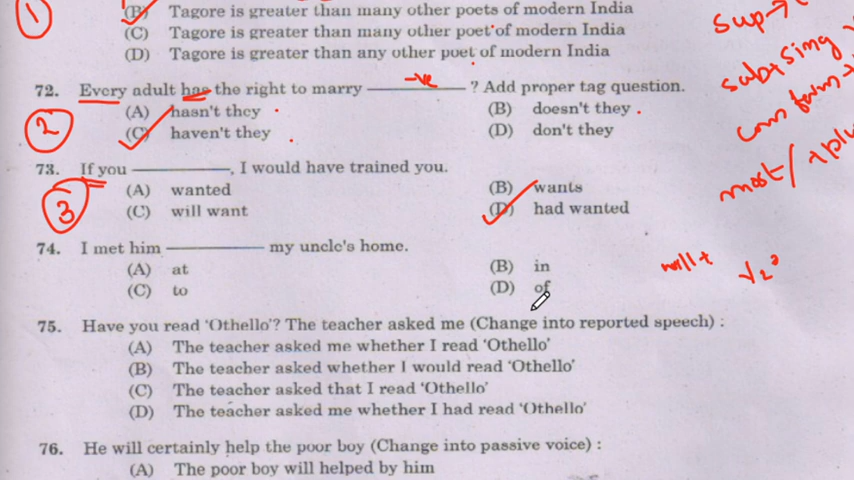 1
(B) Tagore is greater than many other poets of modern India
(C) Tagore is greater than many other poet of modern India
(D) Tagore is greater than any other poet of modern India
sup→
sub+sing
com form→
most/ +plu
72. Every adult has the right to marry ———— ? Add proper tag question.
-ve
2
(A) hasn't they
(B) doesn't they
(C) haven't they
(D) don't they
73. If you ————, I would have trained you.
3
(A) wanted
(B) wants
(C) will want
(D) had wanted
74. I met him ———— my uncle's home.
(A) at
(B) in
(C) to
(D) of
will+
75. Have you read 'Othello'? The teacher asked me (Change into reported speech) :
(A) The teacher asked me whether I read 'Othello'
(B) The teacher asked whether I would read 'Othello'
(C) The teacher asked that I read 'Othello'
(D) The teacher asked me whether I had read 'Othello'
76. He will certainly help the poor boy (Change into passive voice) :
(A) The poor boy will helped by him